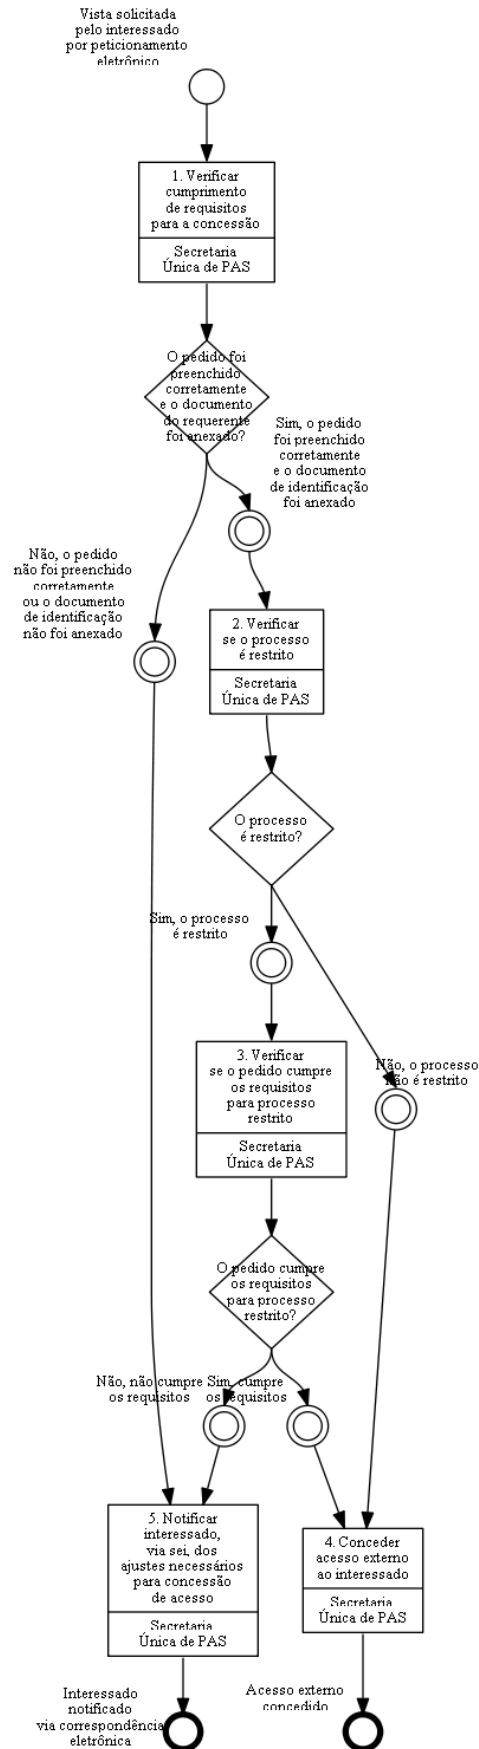 Vista solicitada
pelo interessado
por peticionamento
eletrônico
1. Verificar
cumprimento
de requisitos
para a concessão
Secretaria
Única de PAS
O pedido foi
preenchido
corretamente
e o documento
do requerente
foi anexado?
Sim, o pedido
foi preenchido
corretamente
e o documento
de identificação
foi anexado
Não, o pedido
não foi preenchido
corretamente
ou o documento
de identificação
não foi anexado
2. Verificar
se o processo
é restrito
Secretaria
Única de PAS
O processo
é restrito?
Sim, o processo
é restrito
3. Verificar
se o pedido cumpre
os requisitos
para processo
restrito
Secretaria
Única de PAS
Não, o processo
não é restrito
O pedido cumpre
os requisitos
para processo
restrito?
Não, não cumpre
os requisitos
Sim, cumpre
os requisitos
5. Notificar
interessado,
via sei, dos
ajustes necessários
para concessão
de acesso
Secretaria
Única de PAS
4. Conceder
acesso externo
ao interessado
Secretaria
Única de PAS
Interessado
notificado
via correspondência
eletrônica
Acesso externo
concedido